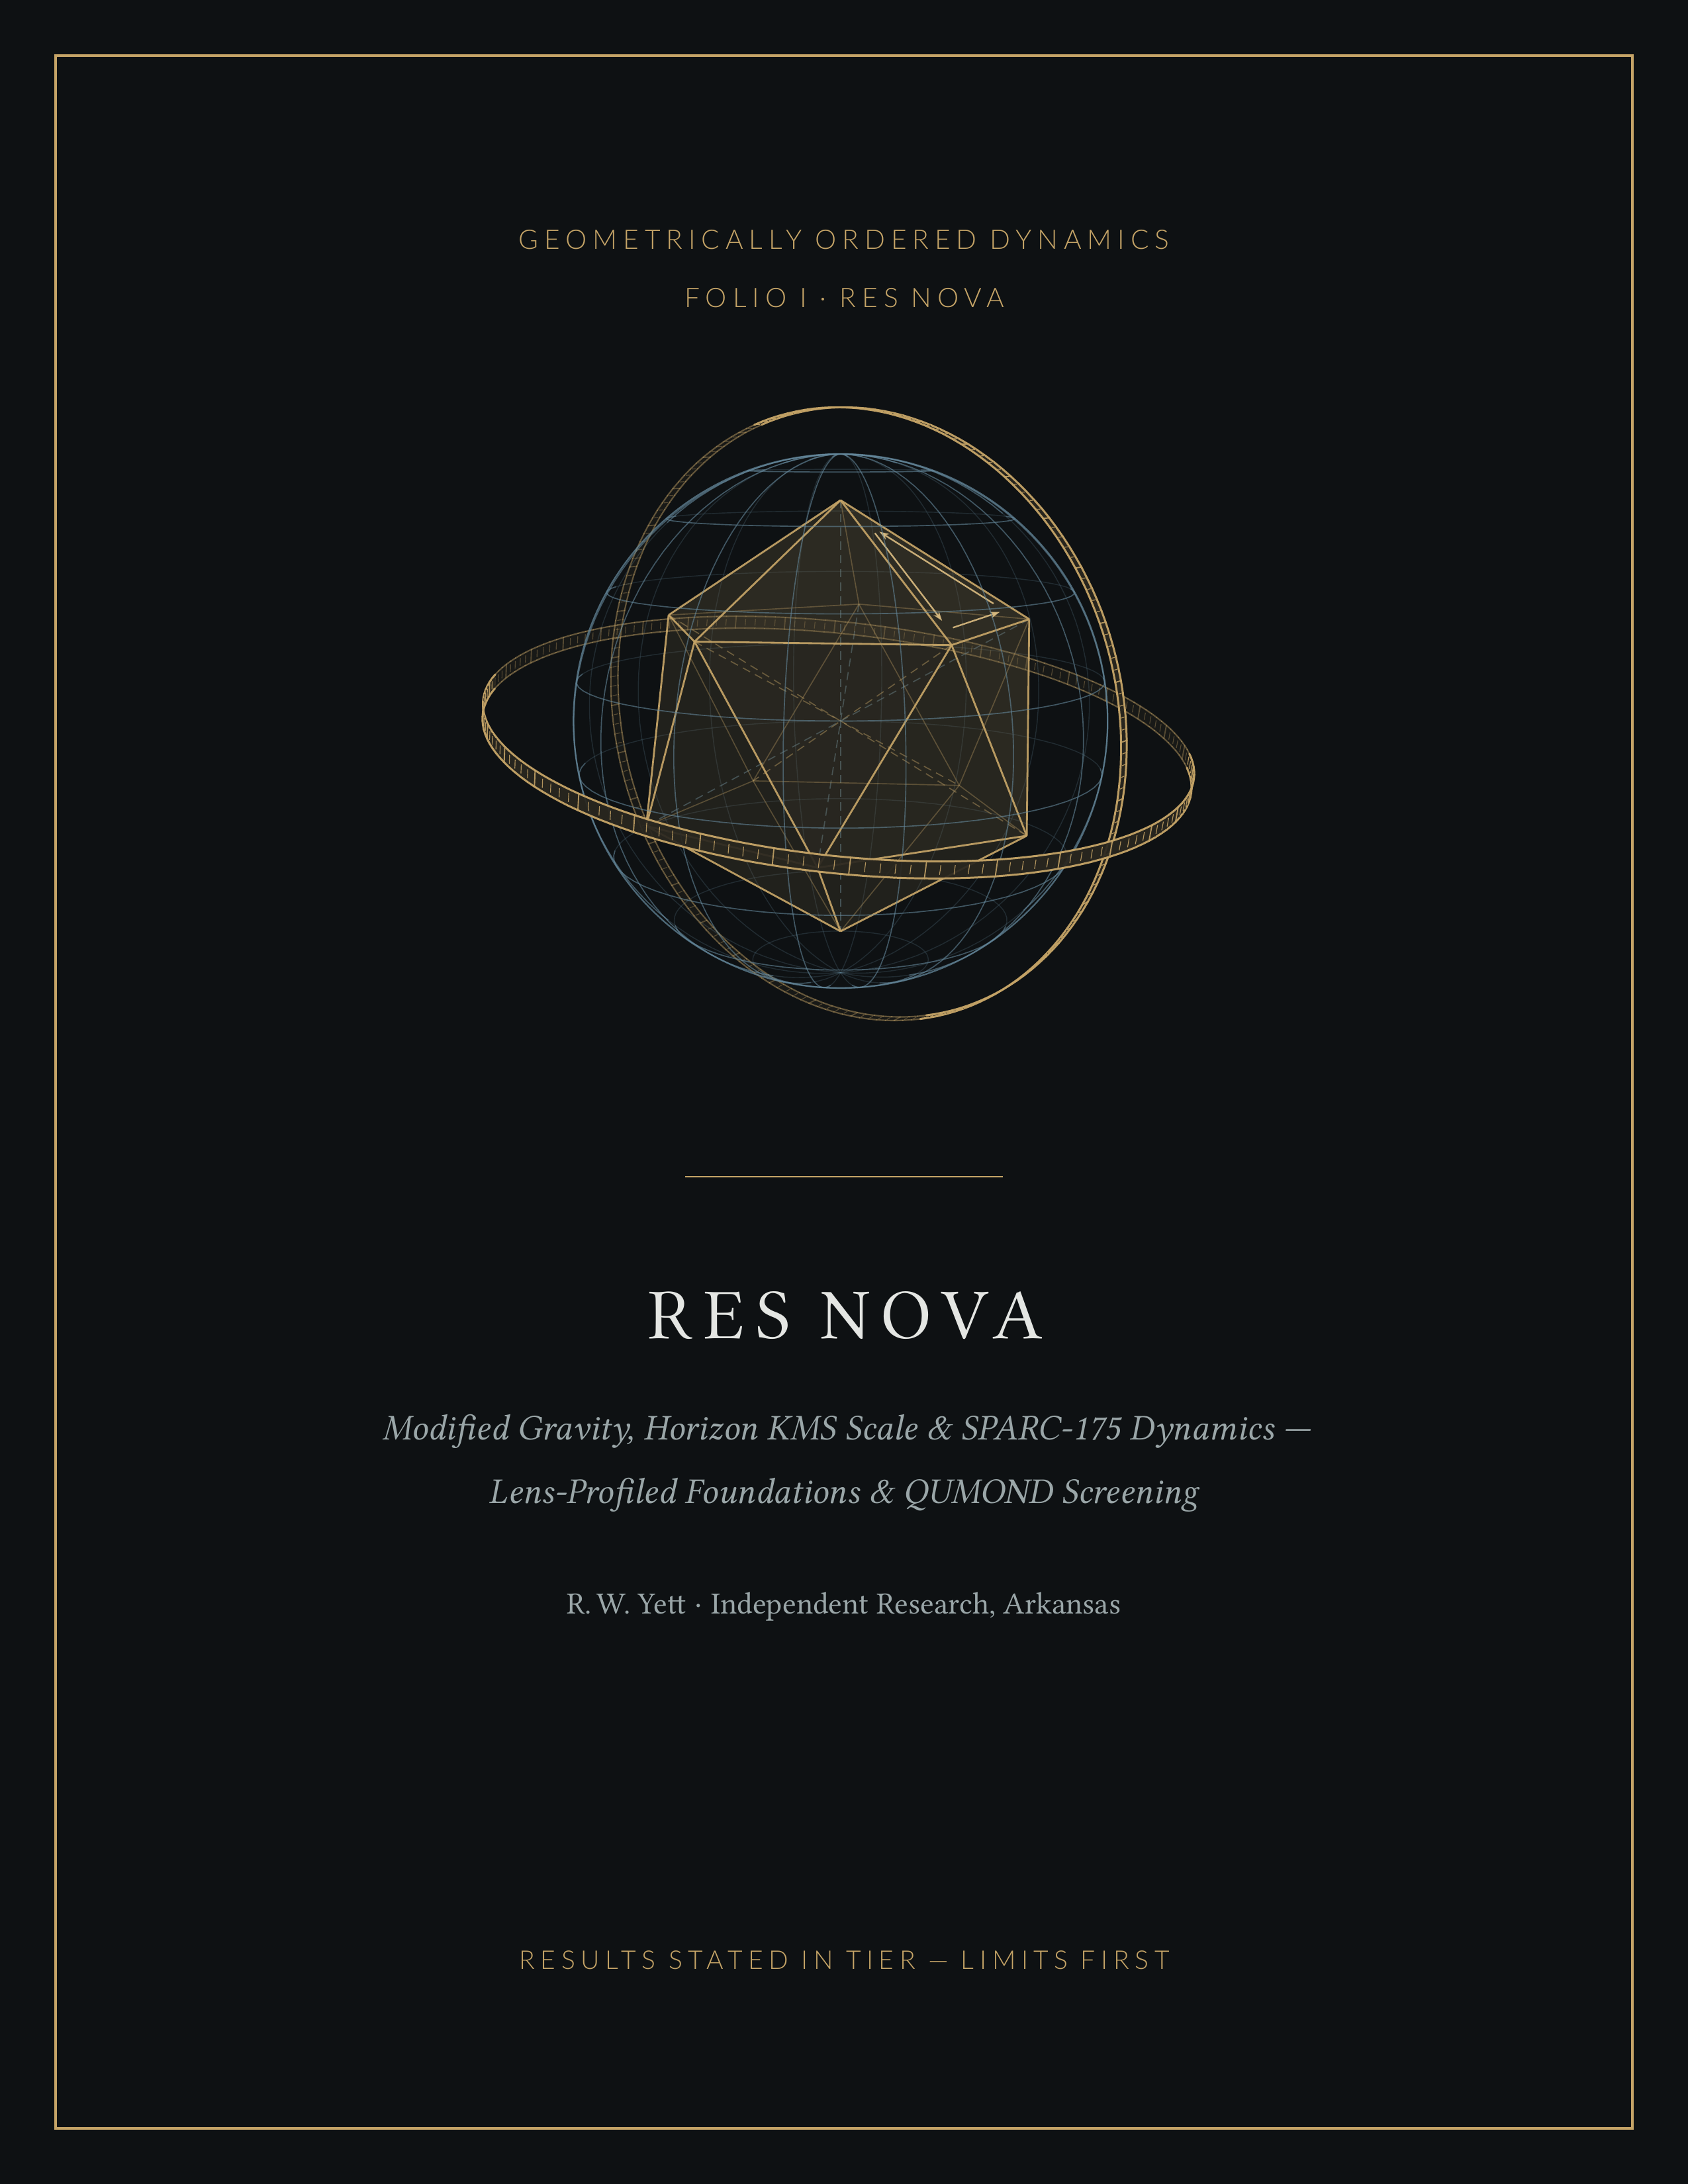 GEOMETRICALLY ORDERED DYNAMICS
FOLIO I · RES NOVA
RES NOVA
Modified Gravity, Horizon KMS Scale & SPARC-175 Dynamics —
Lens-Profiled Foundations & QUMOND Screening
R. W. Yett · Independent Research, Arkansas
RESULTS STATED IN TIER — LIMITS FIRST